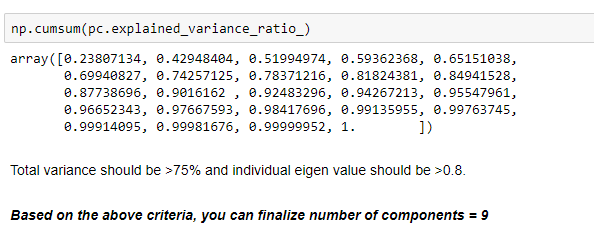 np.cumsum(pc.explained_variance_ratio_)
array([0.23807134, 0.42948404, 0.51994974, 0.59362368, 0.65151038,
0.69940827, 0.74257125, 0.78371216, 0.81824381, 0.84941528,
0.87738696, 0.9016162 , 0.92483296, 0.94267213, 0.95547961,
0.96652343, 0.97667593, 0.98417696, 0.99135955, 0.99763745,
0.99914095, 0.99981676, 0.99999952, 1.        ])
Total variance should be >75% and individual eigen value should be >0.8.
Based on the above criteria, you can finalize number of components = 9